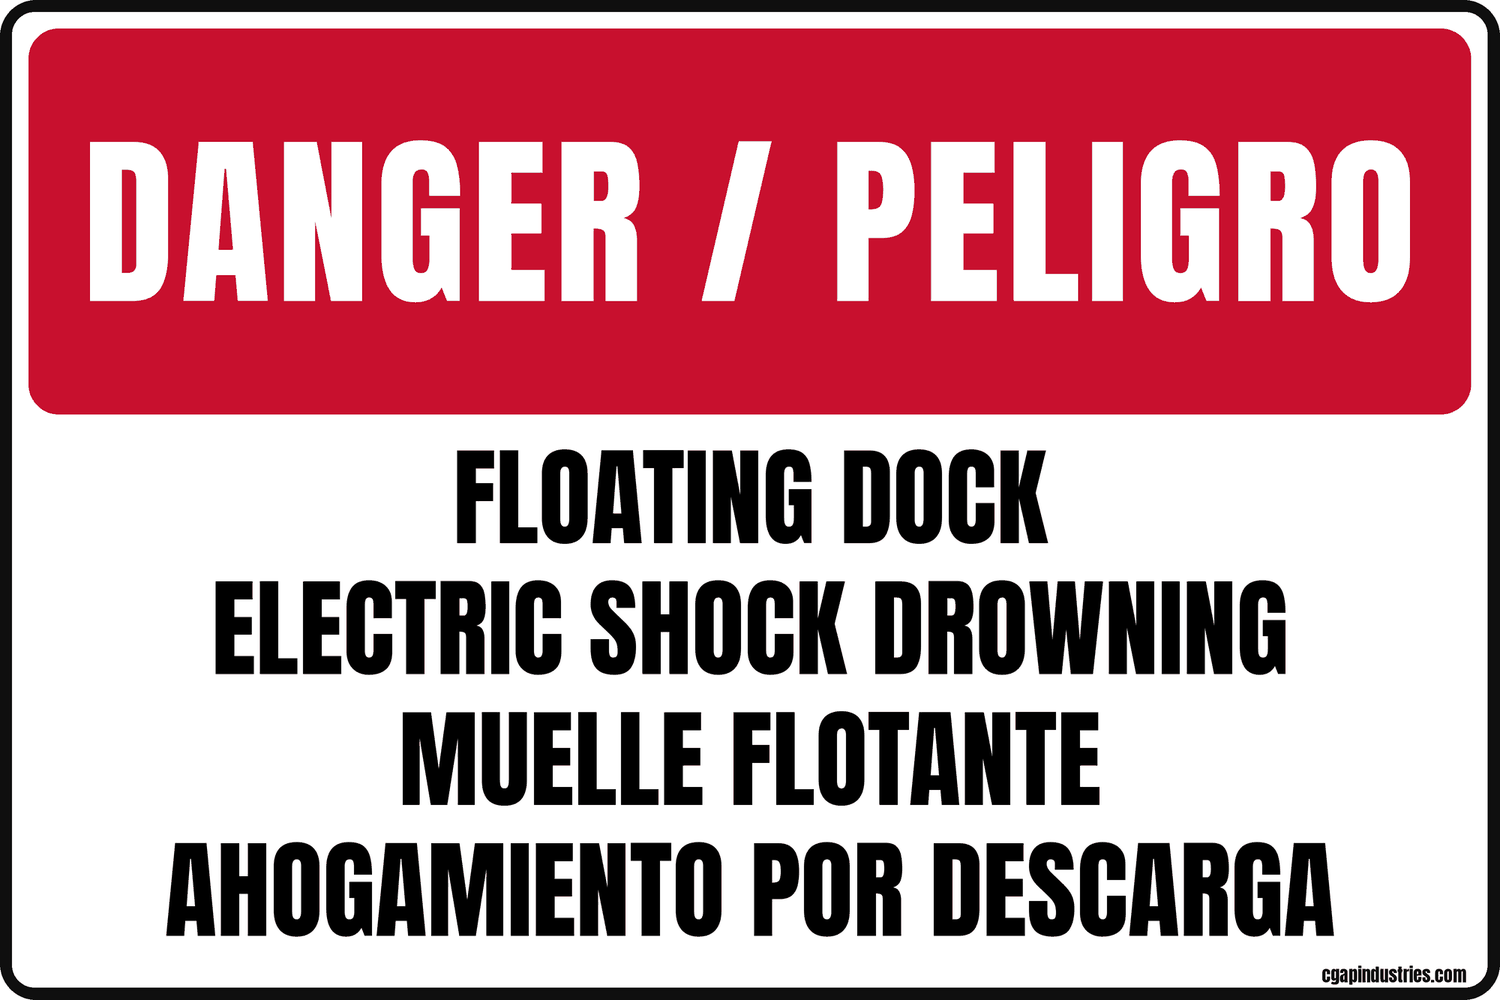 DANGER / PELIGRO
FLOATING DOCK
ELECTRIC SHOCK DROWNING
MUELLE FLOTANTE
AHOGAMIENTO POR DESCARGA
cgapindustries.com